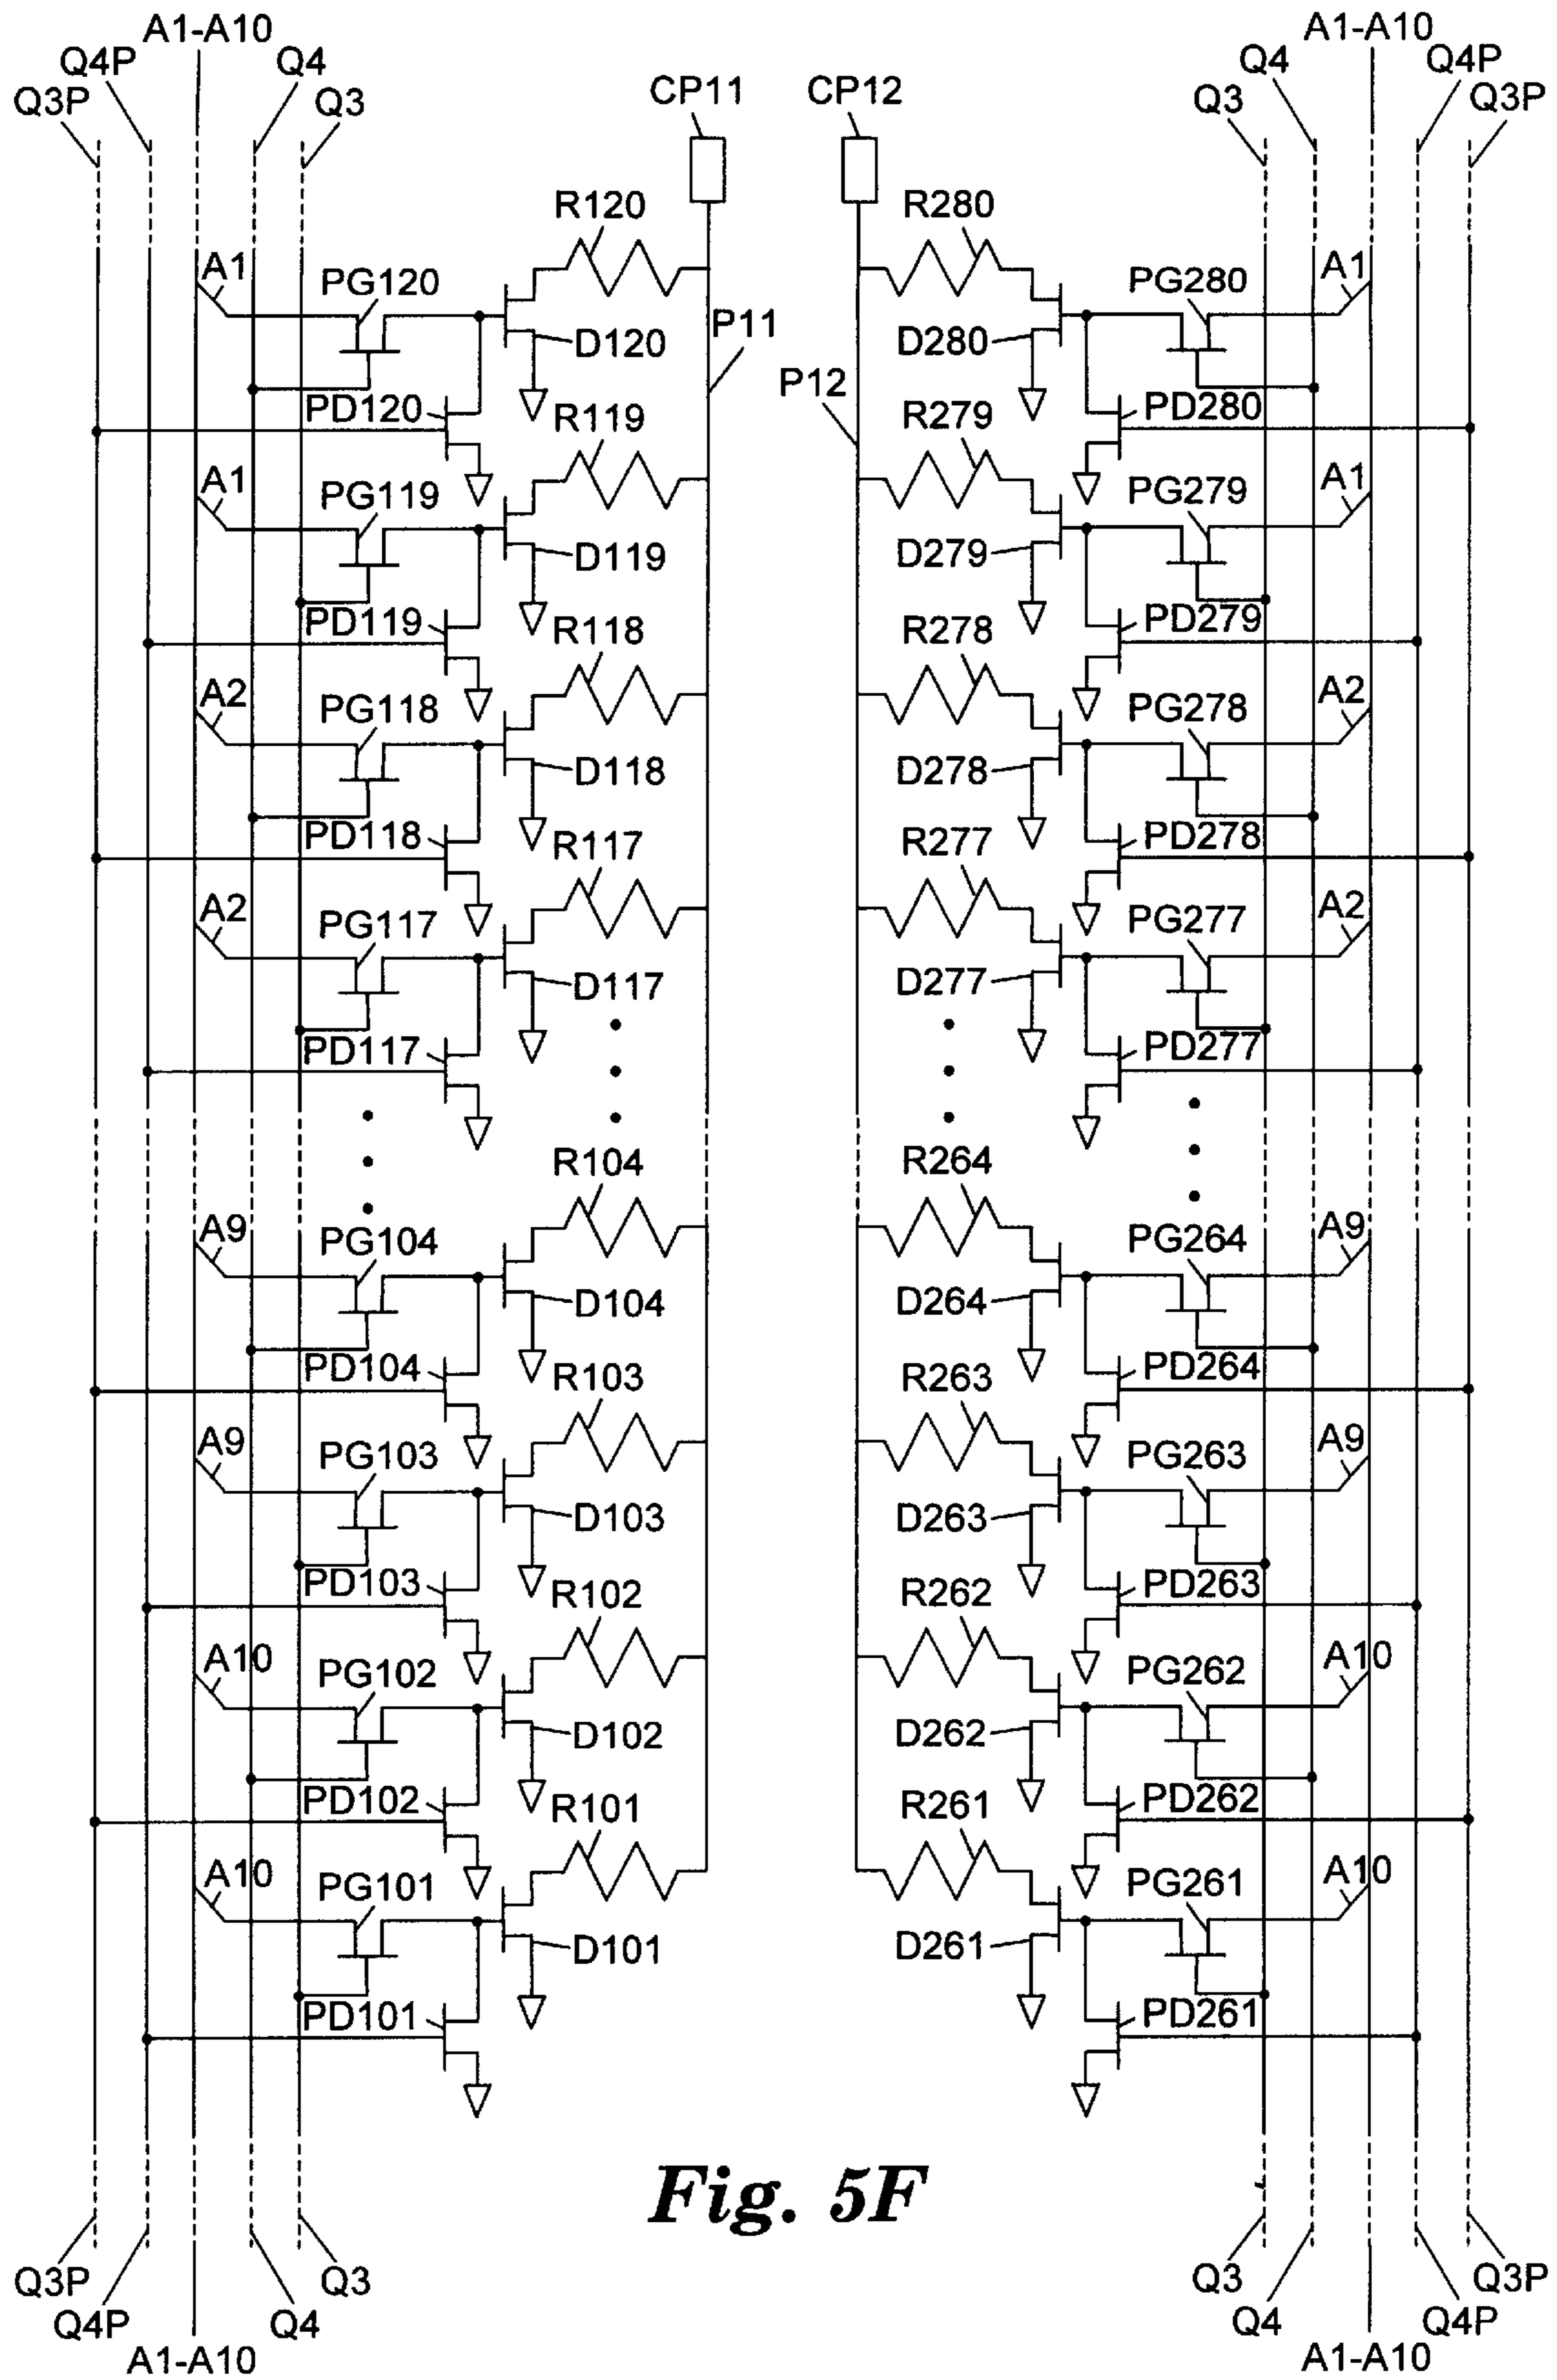 A1-A10 A1-A10
Q4P Q4 Q4 Q4P
Q3P Q3 CP11 CP12 Q3 Q3P
R120 R280
A1 PG120 PG280 A1
P11
D120 D280
P12
PD120 PD280
R119 R279
A1 PG119 PG279 A1
D119 D279
PD119 PD279
R118 R278
A2 PG118 PG278 A2
D118 D278
PD118 PD278
R117 R277
A2 PG117 PG277 A2
D117 D277
PD117 PD277
R104 R264
A9 PG104 PG264 A9
D104 D264
PD104 PD264
R103 R263
A9 PG103 PG263 A9
D103 D263
PD103 PD263
R102 R262
A10 PG102 PG262 A10
D102 D262
PD102 PD262
R101 R261
A10 PG101 PG261 A10
D101 D261
PD101 PD261
Fig. 5F
Q3P Q3 Q3 Q3P
Q4P Q4 Q4 Q4P
A1-A10 A1-A10